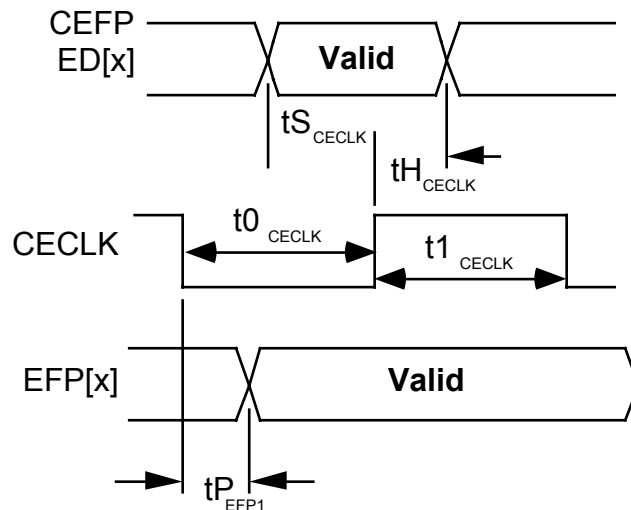 CEFP
ED[x]
Valid
tS CECLK
tH CECLK
CECLK
t0 CECLK
t1 CECLK
EFP[x]
Valid
tP EFP1